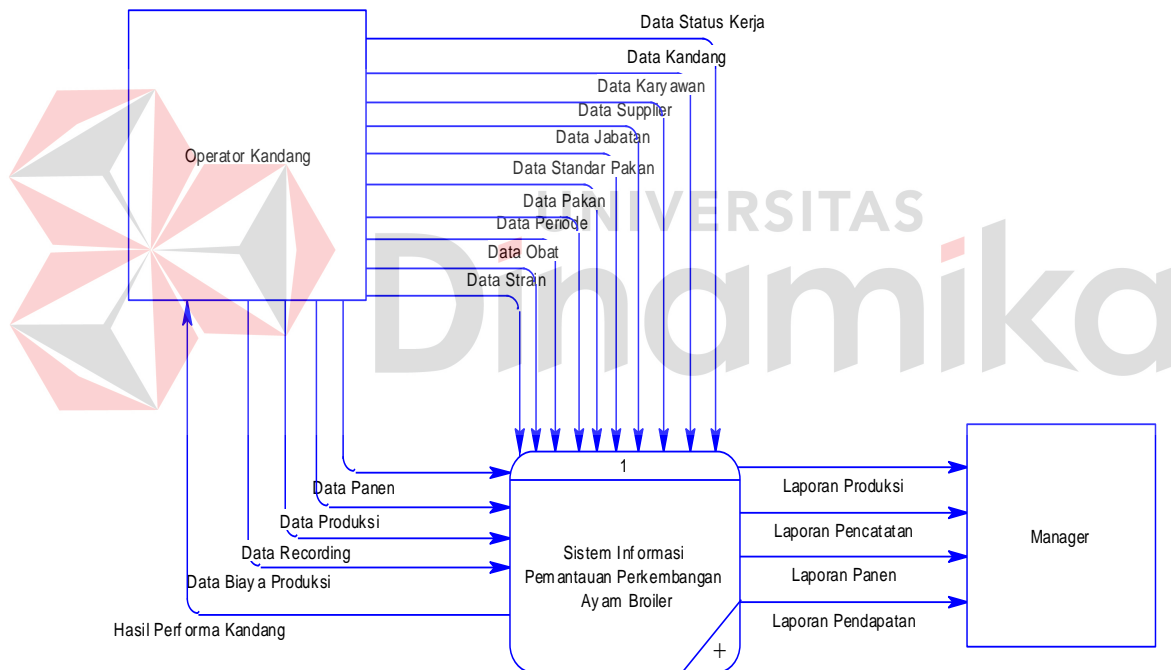 Data Status Kerja
Data Kandang
Data Karyawan
Data Supplier
Data Jabatan
Operator Kandang
Data Standar Pakan
Data Pakan
UNIVERSITAS
Data Periode
Dinamika
Data Obat
Data Strain
1
Data Panen
Laporan Produksi
Data Produksi
Laporan Pencatatan
Manager
Data Recording
Sistem Informasi
Pemantauan Perkembangan
Ayam Broiler
Data Biaya Produksi
Laporan Panen
Hasil Performa Kandang
Laporan Pendapatan
+